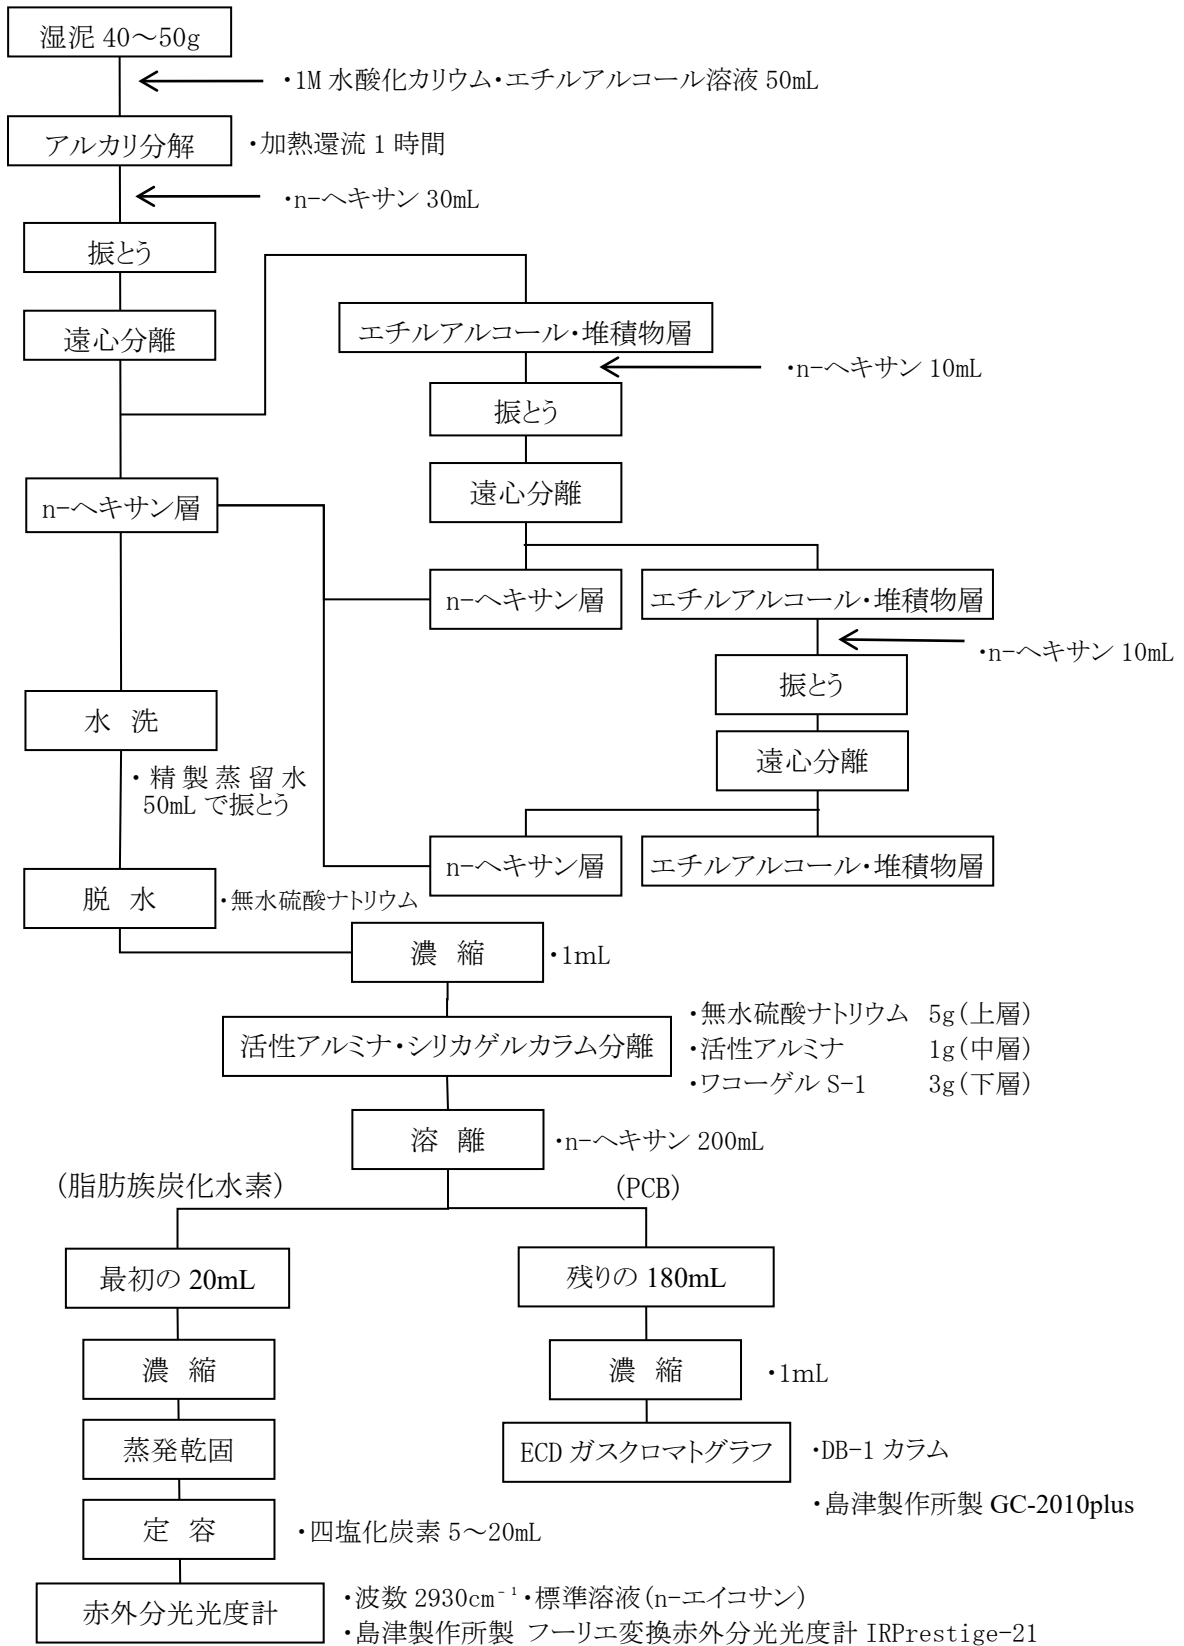 湿泥 40～50g
・1M 水酸化カリウム・エチルアルコール溶液 50mL
アルカリ分解
・加熱還流 1 時間
・n-ヘキサン 30mL
振とう
遠心分離
エチルアルコール・堆積物層
・n-ヘキサン 10mL
振とう
遠心分離
n-ヘキサン層
n-ヘキサン層
エチルアルコール・堆積物層
・n-ヘキサン 10mL
振とう
遠心分離
水 洗
・精製蒸留水
50mL で振とう
n-ヘキサン層
エチルアルコール・堆積物層
脱 水
・無水硫酸ナトリウム
濃 縮
・1mL
活性アルミナ・シリカゲルカラム分離
・無水硫酸ナトリウム 5g(上層)
・活性アルミナ 1g(中層)
・ワコーゲル S-1 3g(下層)
溶 離
・n-ヘキサン 200mL
(脂肪族炭化水素)
(PCB)
最初の 20mL
残りの 180mL
濃 縮
濃 縮
・1mL
蒸発乾固
ECD ガスクロマトグラフ
・DB-1 カラム
・島津製作所製 GC-2010plus
定 容
・四塩化炭素 5～20mL
赤外分光光度計
・波数 2930cm⁻¹・標準溶液(n-エイコサン)
・島津製作所製 フーリエ変換赤外分光光度計 IRPrestige-21